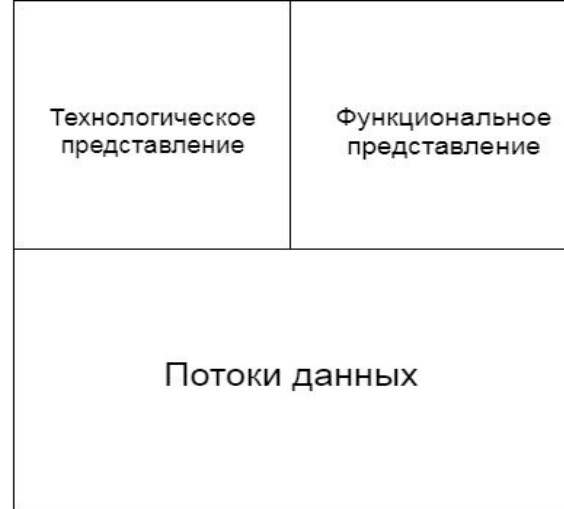 Технологическое
представление
Функциональное
представление
Потоки данных